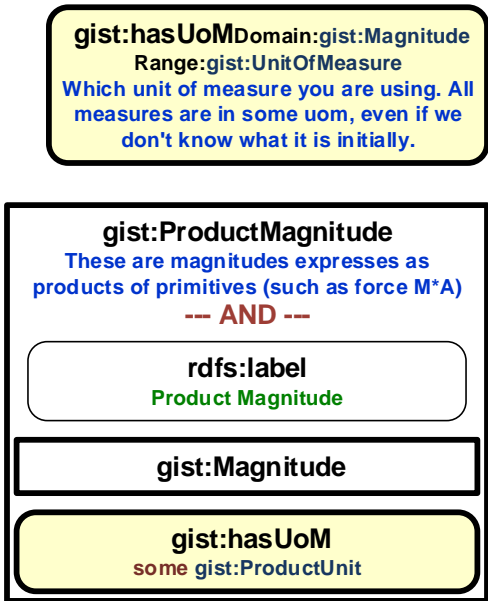 gist:hasUoMDomain:gist:Magnitude
Range:gist:UnitOfMeasure
Which unit of measure you are using. All
measures are in some uom, even if we
don't know what it is initially.
gist:ProductMagnitude
These are magnitudes expresses as
products of primitives (such as force M*A)
--- AND ---
rdfs:label
Product Magnitude
gist:Magnitude
gist:hasUoM
some gist:ProductUnit